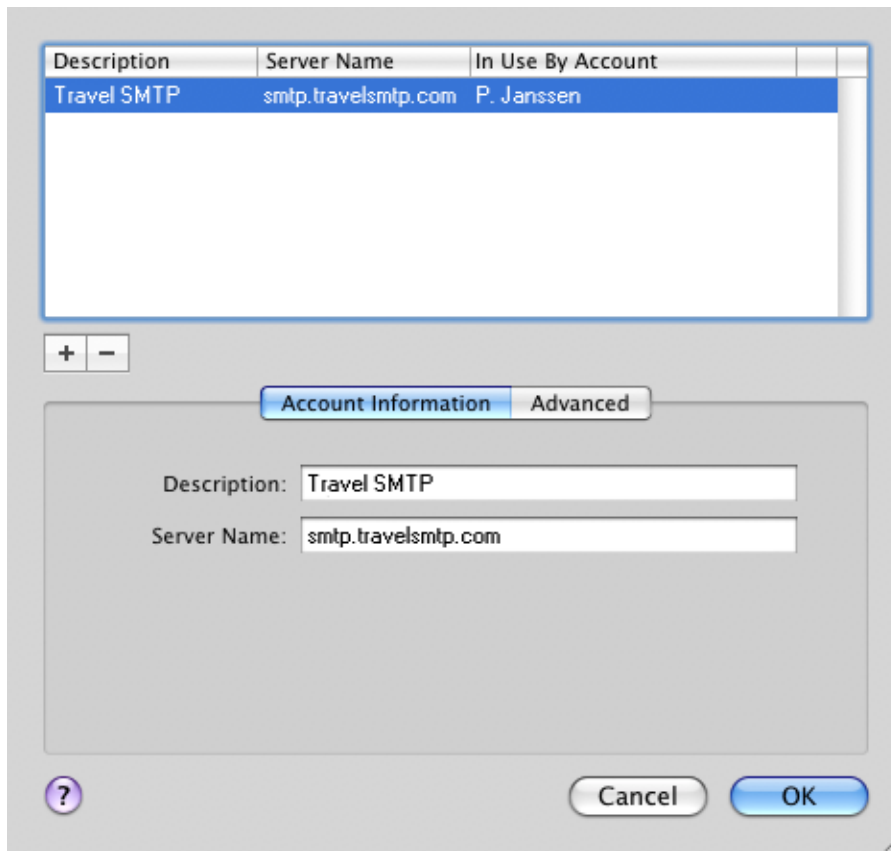 Description Server Name In Use By Account
Travel SMTP smtp.travelsmtp.com P. Janssen
+ −
Account Information Advanced
Description: Travel SMTP
Server Name: smtp.travelsmtp.com
? Cancel OK